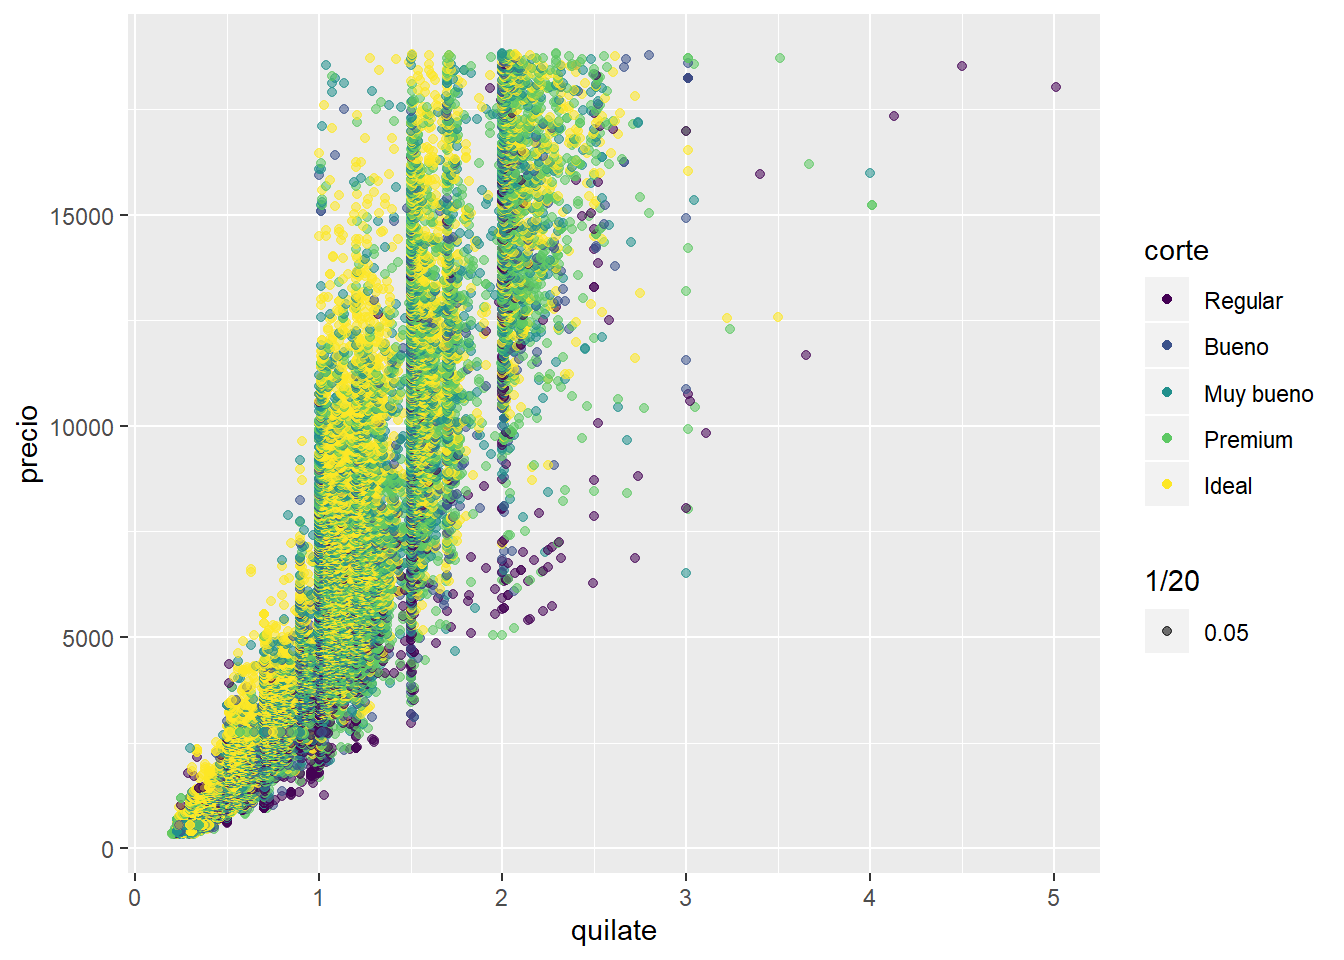 precio
15000
10000
5000
0
0 1 2 3 4 5
quilate
corte
Regular
Bueno
Muy bueno
Premium
Ideal
1/20
0.05